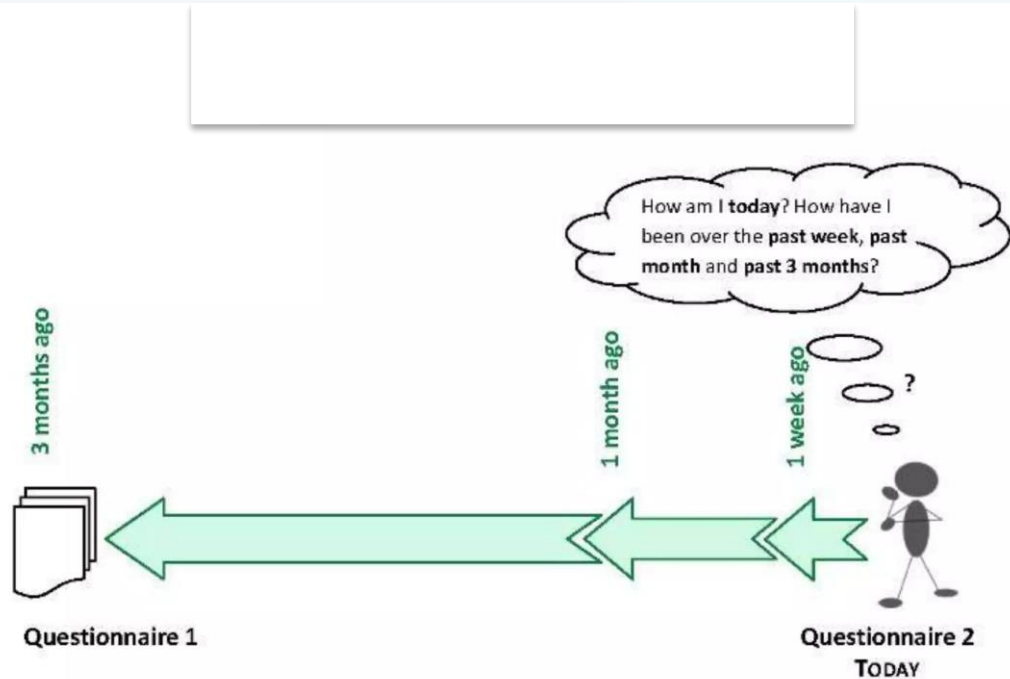 How am I today? How have I
been over the past week, past
month and past 3 months?
3 months ago
1 month ago
1 week ago
?
Questionnaire 1
Questionnaire 2
TODAY